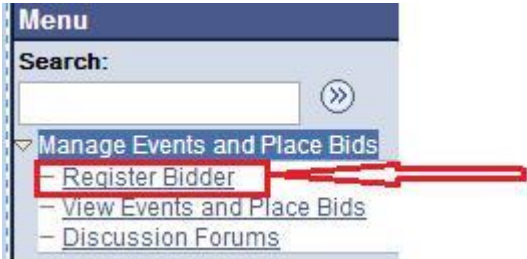 Menu
Search:
Manage Events and Place Bids
– Register Bidder
– View Events and Place Bids
– Discussion Forums